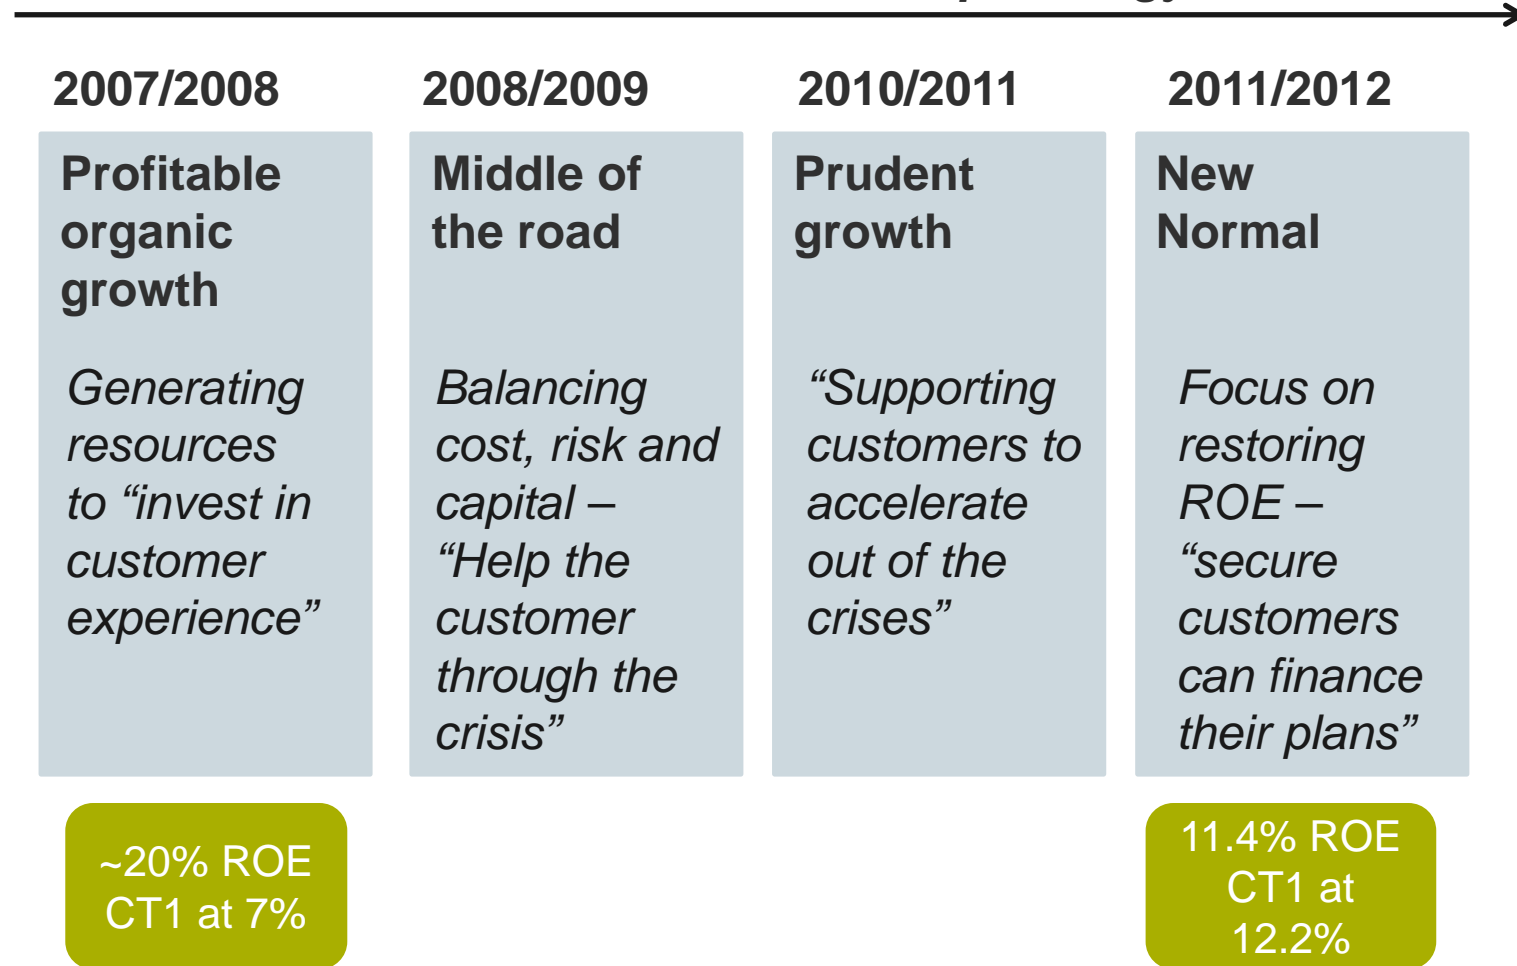 2007/2008
Profitable
organic
growth
Generating
resources
to “invest in
customer
experience”
~20% ROE
CT1 at 7%
2008/2009
Middle of
the road
Balancing
cost, risk and
capital –
“Help the
customer
through the
crisis”
2010/2011
Prudent
growth
“Supporting
customers to
accelerate
out of the
crises”
2011/2012
New
Normal
Focus on
restoring
ROE –
“secure
customers
can finance
their plans”
11.4% ROE
CT1 at
12.2%